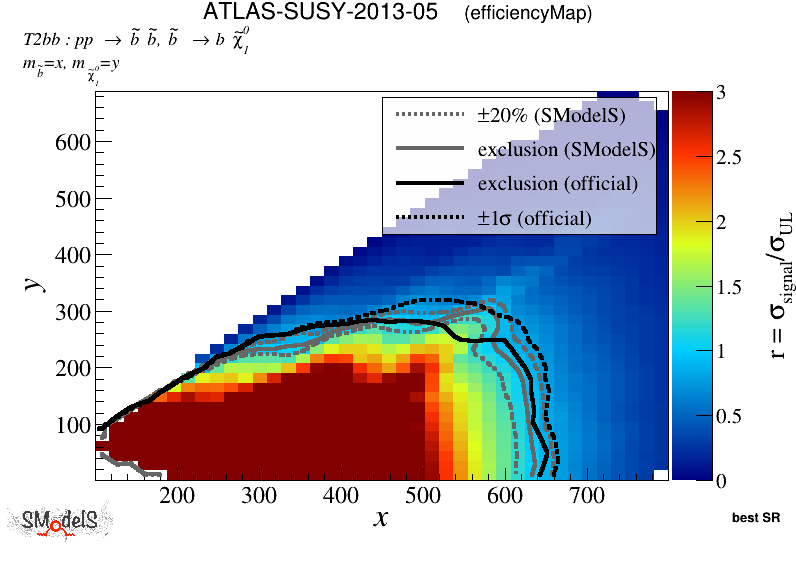 ATLAS-SUSY-2013-05 (efficiencyMap)
T2bb : pp → b̃ b̃, b̃ → b χ̃⁰₁
m_b̃=x, m_χ̃⁰₁=y
±20% (SModelS)
exclusion (SModelS)
exclusion (official)
±1σ (official)
600
500
400
300
200
100
y
200 300 400 500 600 700
x
3
2.5
2
1.5
1
0.5
0
r = σ_signal/σ_UL
SModelS
best SR